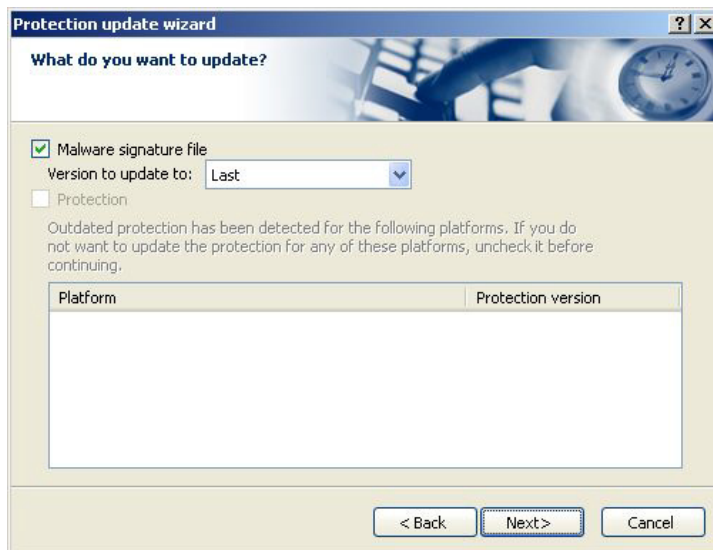 Protection update wizard
What do you want to update?
Malware signature file
Version to update to: Last
Protection
Outdated protection has been detected for the following platforms. If you do
not want to update the protection for any of these platforms, uncheck it before
continuing.
Platform Protection version
< Back Next> Cancel